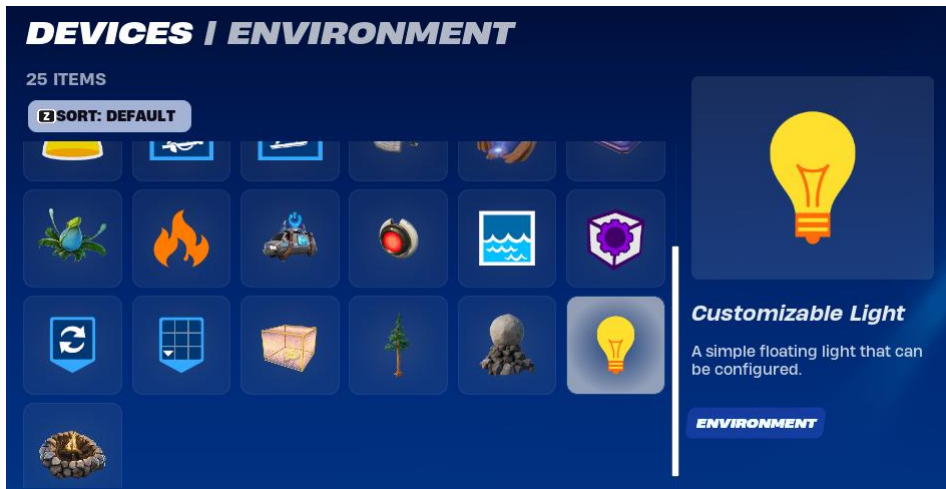 DEVICES / ENVIRONMENT
25 ITEMS
Z SORT: DEFAULT
Customizable Light
A simple floating light that can
be configured.
ENVIRONMENT